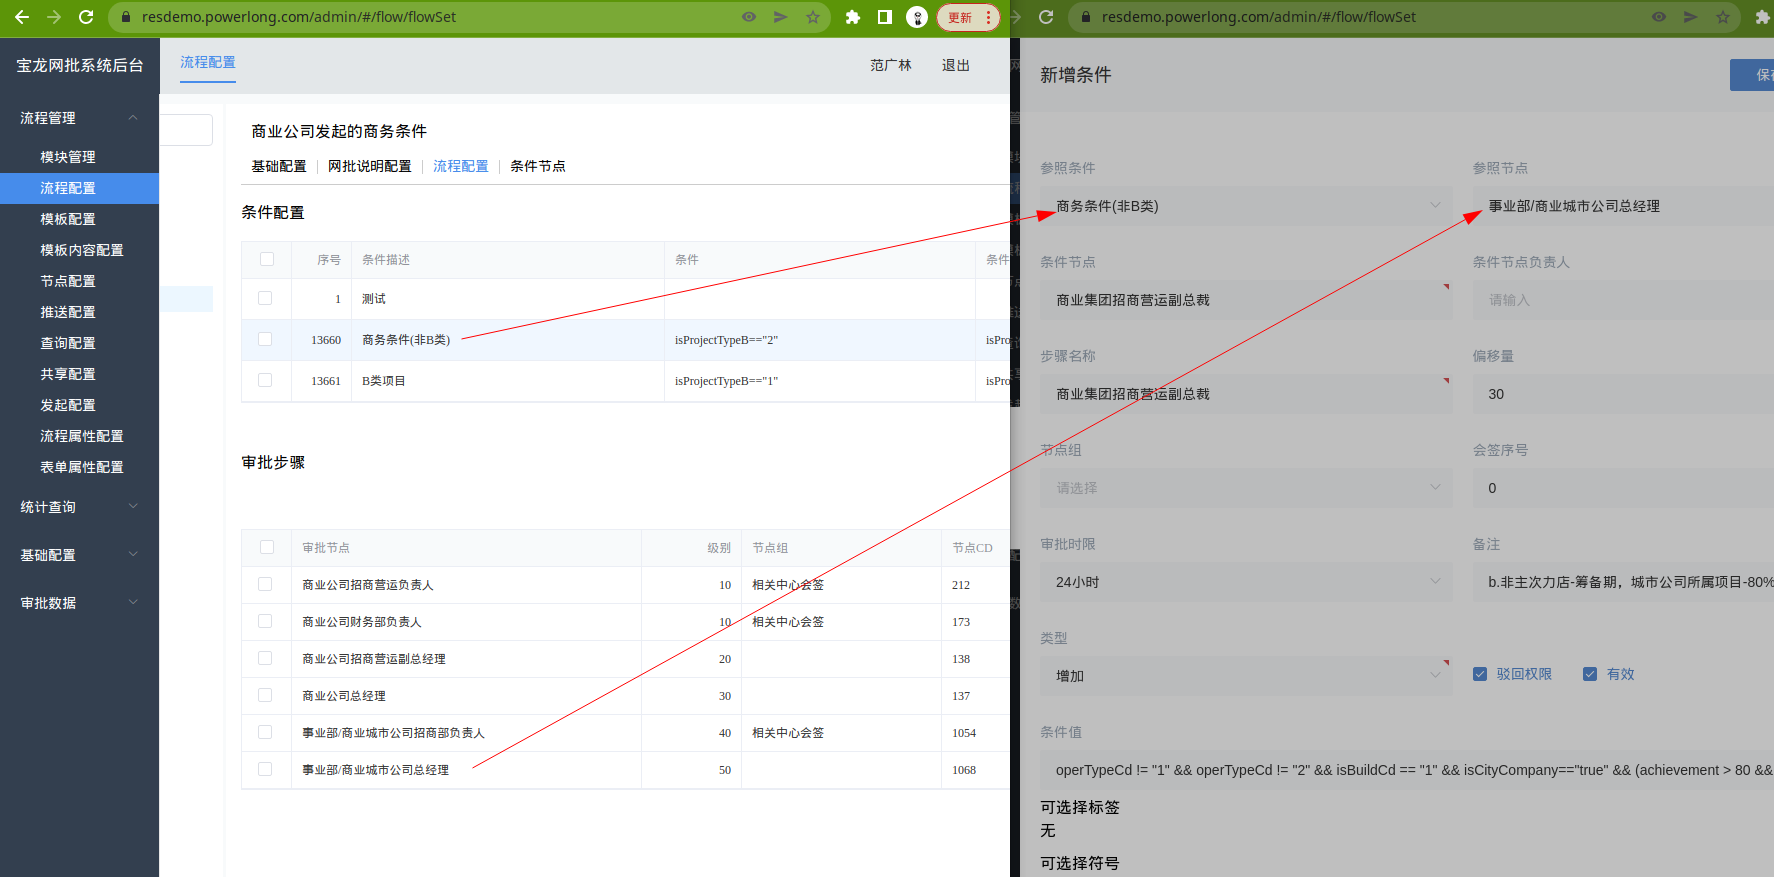 resdemo.powerlong.com/admin/#/flow/flowSet
更新
宝龙网批系统后台
流程管理
模块管理
流程配置
模板配置
模板内容配置
节点配置
推送配置
查询配置
共享配置
发起配置
流程属性配置
表单属性配置
统计查询
基础配置
审批数据
流程配置
范广林 退出
商业公司发起的商务条件
基础配置 网批说明配置 流程配置 条件节点
条件配置
序号 条件描述 条件 条件
1 测试
13660 商务条件(非B类) isProjectTypeB=="2" isPro
13661 B类项目 isProjectTypeB=="1" isPro
审批步骤
审批节点 级别 节点组 节点CD
商业公司招商营运负责人 10 相关中心会签 212
商业公司财务部负责人 10 相关中心会签 173
商业公司招商营运副总经理 20 138
商业公司总经理 30 137
事业部/商业城市公司招商部负责人 40 相关中心会签 1054
事业部/商业城市公司总经理 50 1068
resdemo.powerlong.com/admin/#/flow/flowSet
新增条件
保存
参照条件 参照节点
商务条件(非B类) 事业部/商业城市公司总经理
条件节点 条件节点负责人
商业集团招商营运副总裁 请输入
步骤名称 偏移量
商业集团招商营运副总裁 30
节点组 会签序号
请选择 0
审批时限 备注
24小时 b.非主次力店-筹备期，城市公司所属项目-80%
类型
增加 驳回权限 有效
条件值
operTypeCd != "1" && operTypeCd != "2" && isBuildCd == "1" && isCityCompany=="true" && (achievement > 80 &&
可选择标签
无
可选择符号